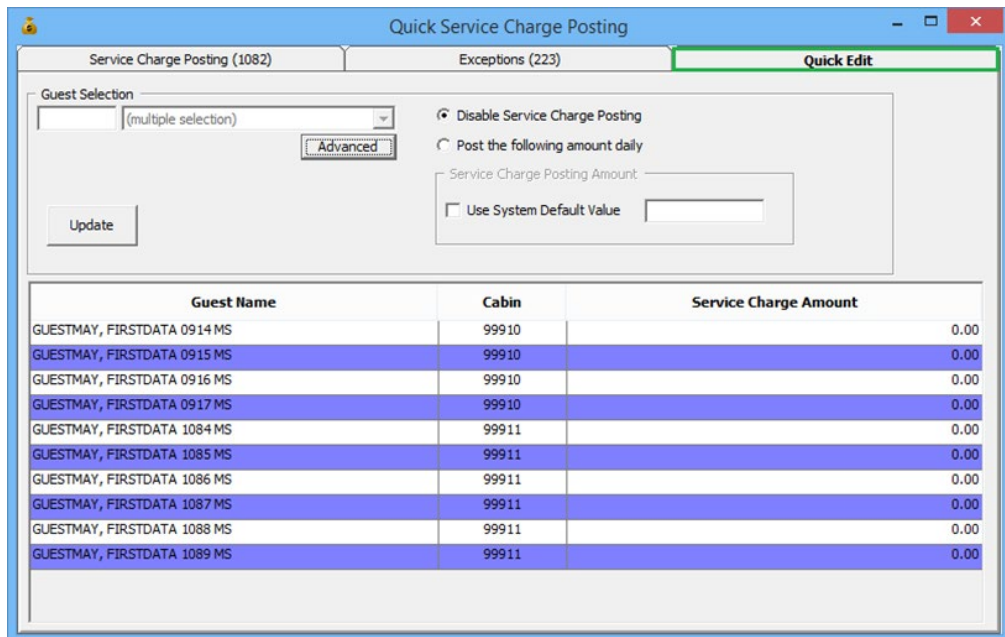 Quick Service Charge Posting
Service Charge Posting (1082) Exceptions (223) Quick Edit
Guest Selection
(multiple selection)
Advanced
Update
Disable Service Charge Posting
Post the following amount daily
Service Charge Posting Amount
Use System Default Value
Guest Name Cabin Service Charge Amount
GUESTMAY, FIRSTDATA 0914 MS 99910 0.00
GUESTMAY, FIRSTDATA 0915 MS 99910 0.00
GUESTMAY, FIRSTDATA 0916 MS 99910 0.00
GUESTMAY, FIRSTDATA 0917 MS 99910 0.00
GUESTMAY, FIRSTDATA 1084 MS 99911 0.00
GUESTMAY, FIRSTDATA 1085 MS 99911 0.00
GUESTMAY, FIRSTDATA 1086 MS 99911 0.00
GUESTMAY, FIRSTDATA 1087 MS 99911 0.00
GUESTMAY, FIRSTDATA 1088 MS 99911 0.00
GUESTMAY, FIRSTDATA 1089 MS 99911 0.00